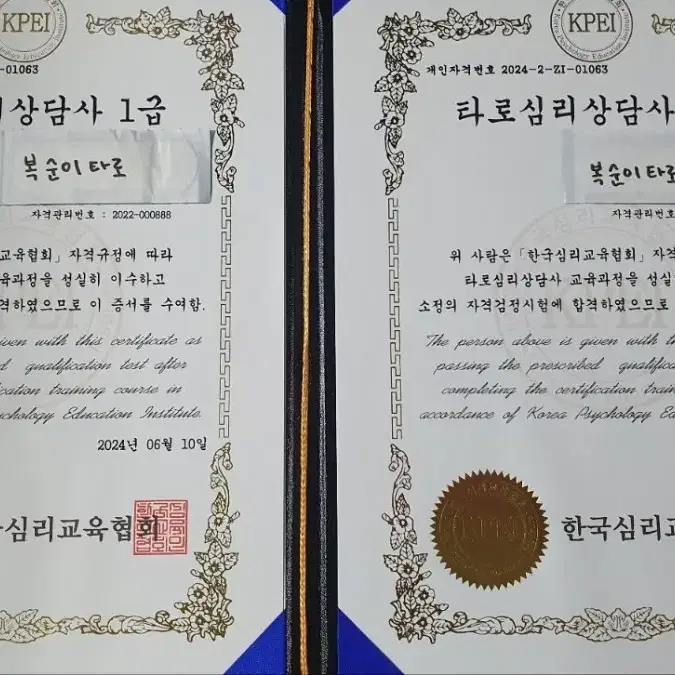 KPEI
-01063
리상담사 1급
복순이타로
자격관리번호 : 2022-000888
교육협회」 자격규정에 따라
육과정을 성실히 이수하고
격하였으므로 이 증서를 수여함.
iven with this certificate as
qualification test after
ication training course in
ychology Education Institute.
2024년 06월 10일
심리교육협회
KPEI
개인자격번호 2024-2-ZI-01063
타로심리상담사
복순이타로
자격관리번
위 사람은 「한국심리교육협회」 자격
타로심리상담사 교육과정을 성실
소정의 자격검정시험에 합격하였으므로
The person above is given with th
passing the prescribed qualific
completing the certification train
accordance of Korea Psychology Ed
한국심리교